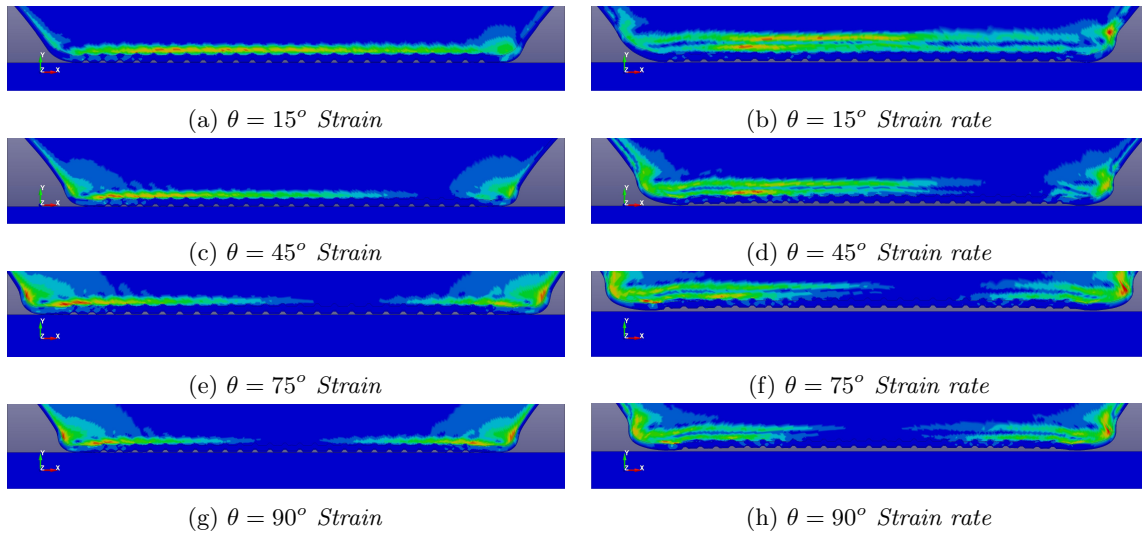 Y
Z X
Y
Z X
(a) θ = 15° Strain
(b) θ = 15° Strain rate
Y
Z X
Y
Z X
(c) θ = 45° Strain
(d) θ = 45° Strain rate
Y
Z X
Y
Z X
(e) θ = 75° Strain
(f) θ = 75° Strain rate
Y
Z X
Y
Z X
(g) θ = 90° Strain
(h) θ = 90° Strain rate